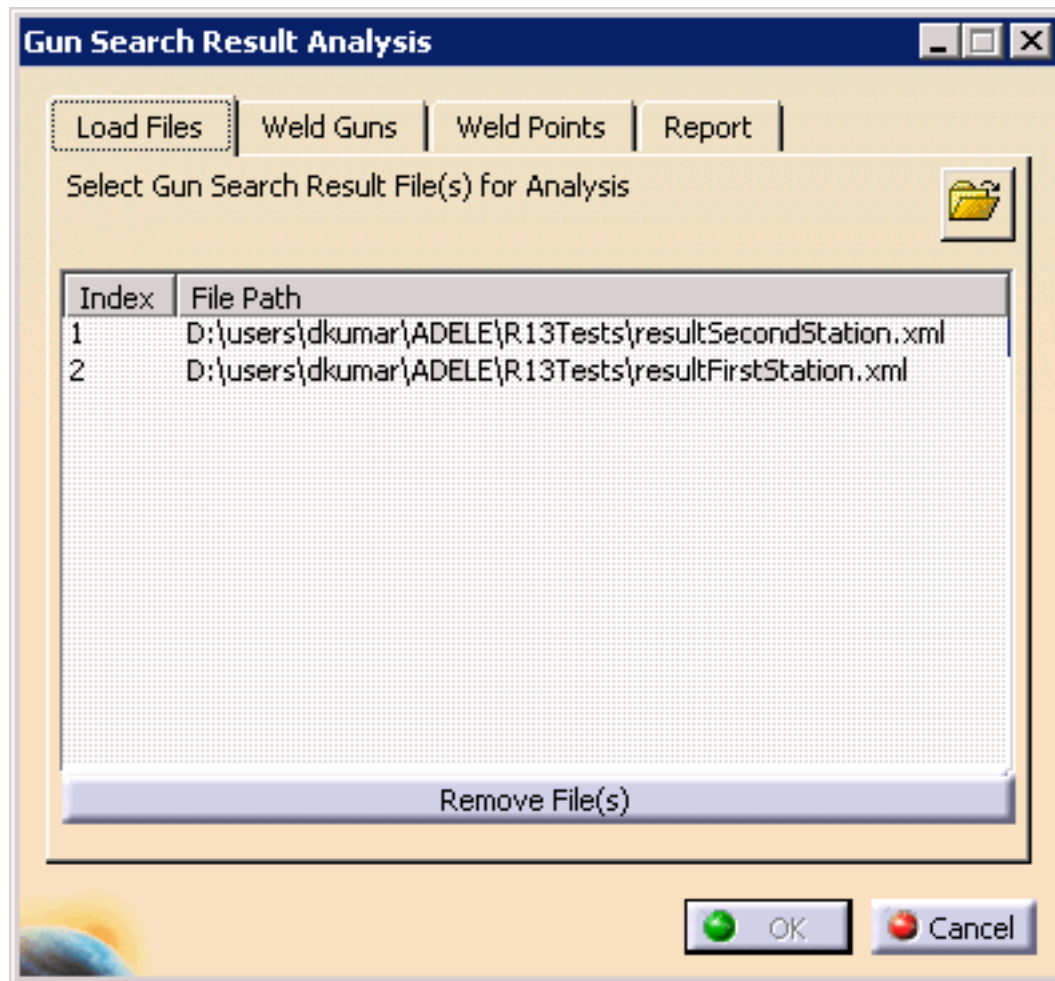 Gun Search Result Analysis
Load Files Weld Guns Weld Points Report
Select Gun Search Result File(s) for Analysis
Index File Path
1 D:\users\dkumar\ADELE\R13Tests\resultSecondStation.xml
2 D:\users\dkumar\ADELE\R13Tests\resultFirstStation.xml
Remove File(s)
OK Cancel